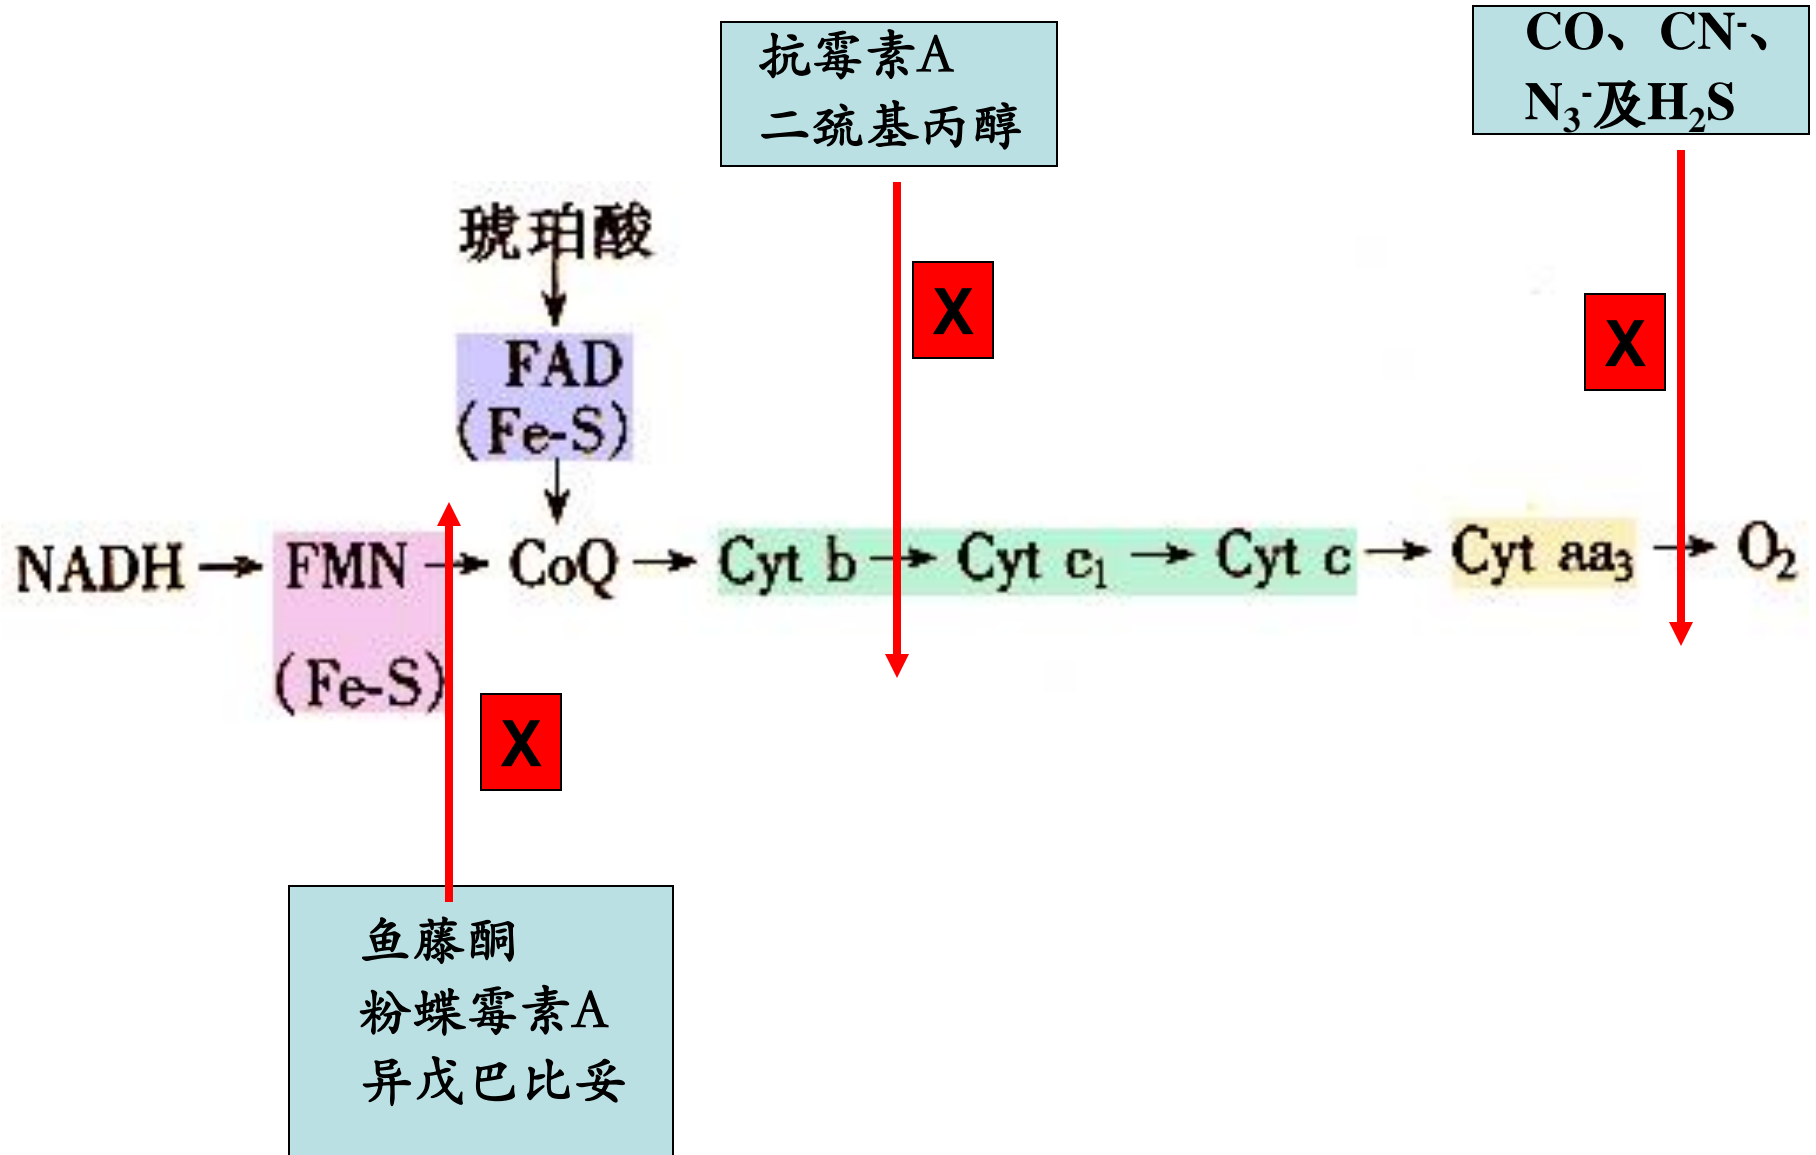 抗霉素A
二巯基丙醇
CO、CN⁻、
N₃⁻及H₂S
琥珀酸
X
X
FAD
(Fe-S)
NADH → FMN → CoQ → Cyt b → Cyt c₁ → Cyt c → Cyt aa₃ → O₂
(Fe-S)
X
鱼藤酮
粉蝶霉素A
异戊巴比妥